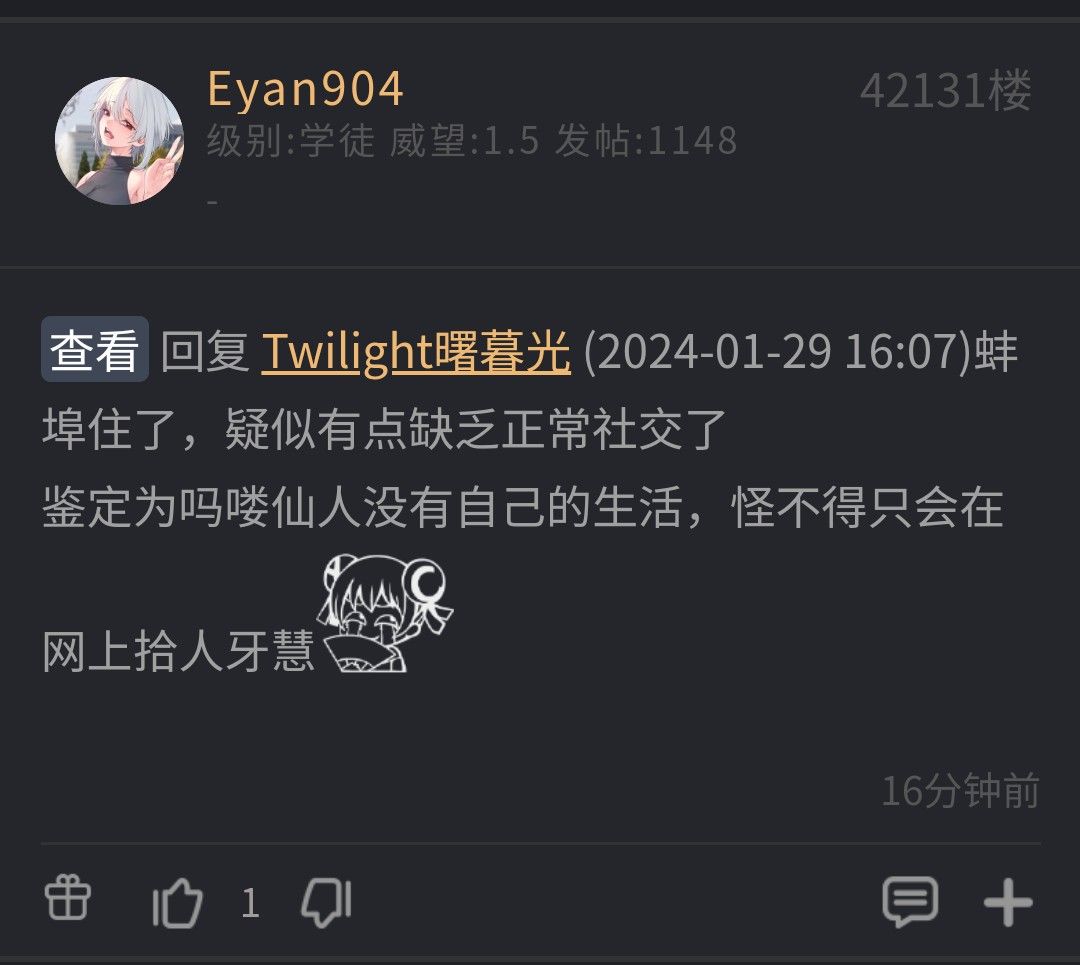 Eyan904
42131楼
级别:学徒 威望:1.5 发帖:1148
-
查看 回复 Twilight曙暮光 (2024-01-29 16:07)蚌
埠住了，疑似有点缺乏正常社交了
鉴定为吗喽仙人没有自己的生活，怪不得只会在
网上拾人牙慧
16分钟前
1